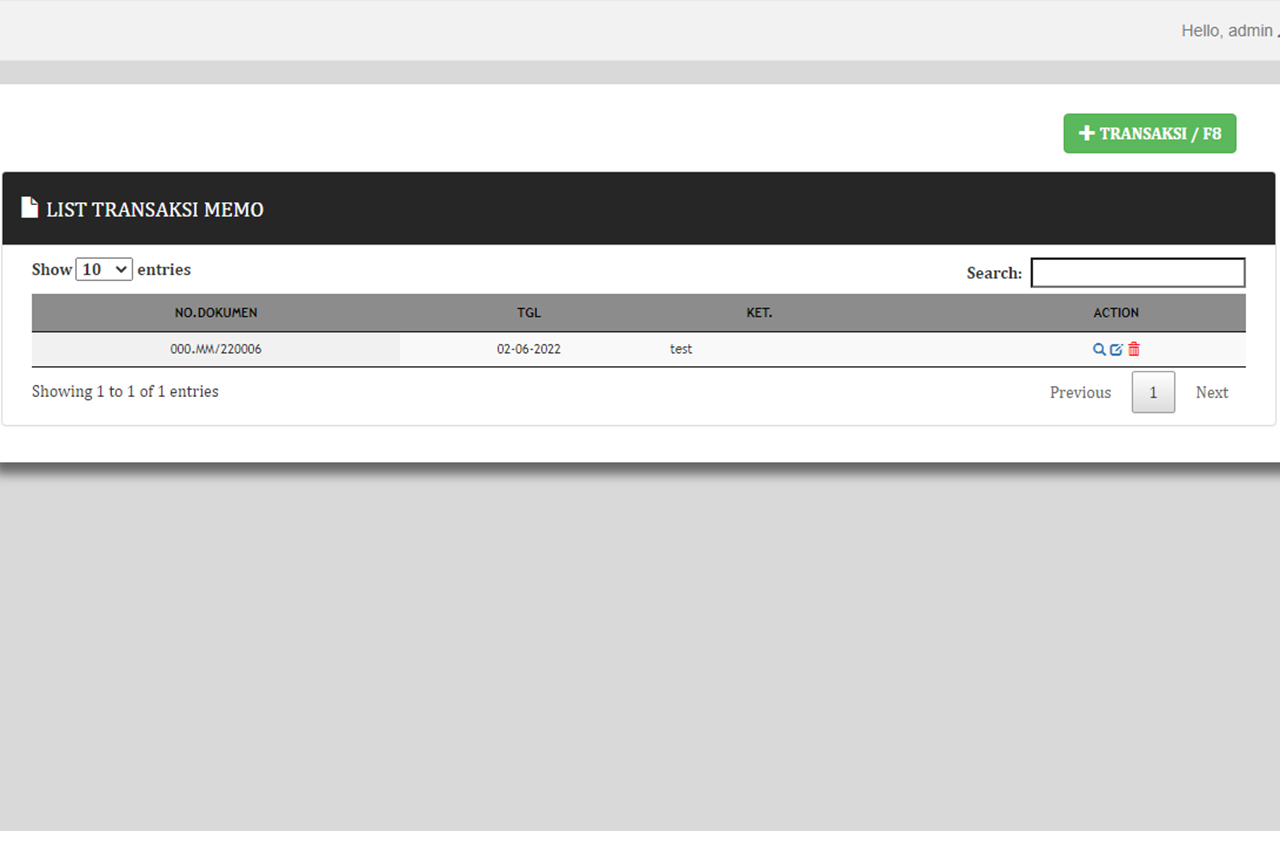 Hello, admin
TRANSAKSI / F8
LIST TRANSAKSI MEMO
Show 10 entries
Search:
NO.DOKUMEN TGL KET. ACTION
000.MM/220006 02-06-2022 test
Showing 1 to 1 of 1 entries
Previous 1 Next